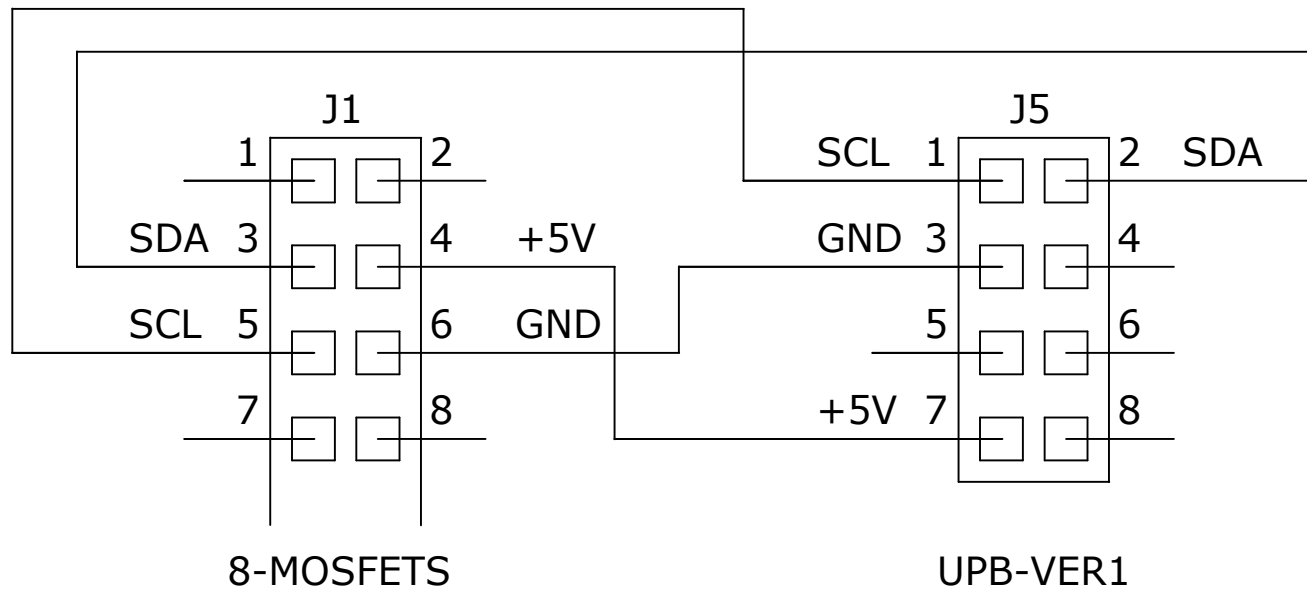 J1 J5
1 2 SCL 1 2 SDA
SDA 3 4 +5V GND 3 4
SCL 5 6 GND 5 6
7 8 +5V 7 8
8-MOSFETS UPB-VER1